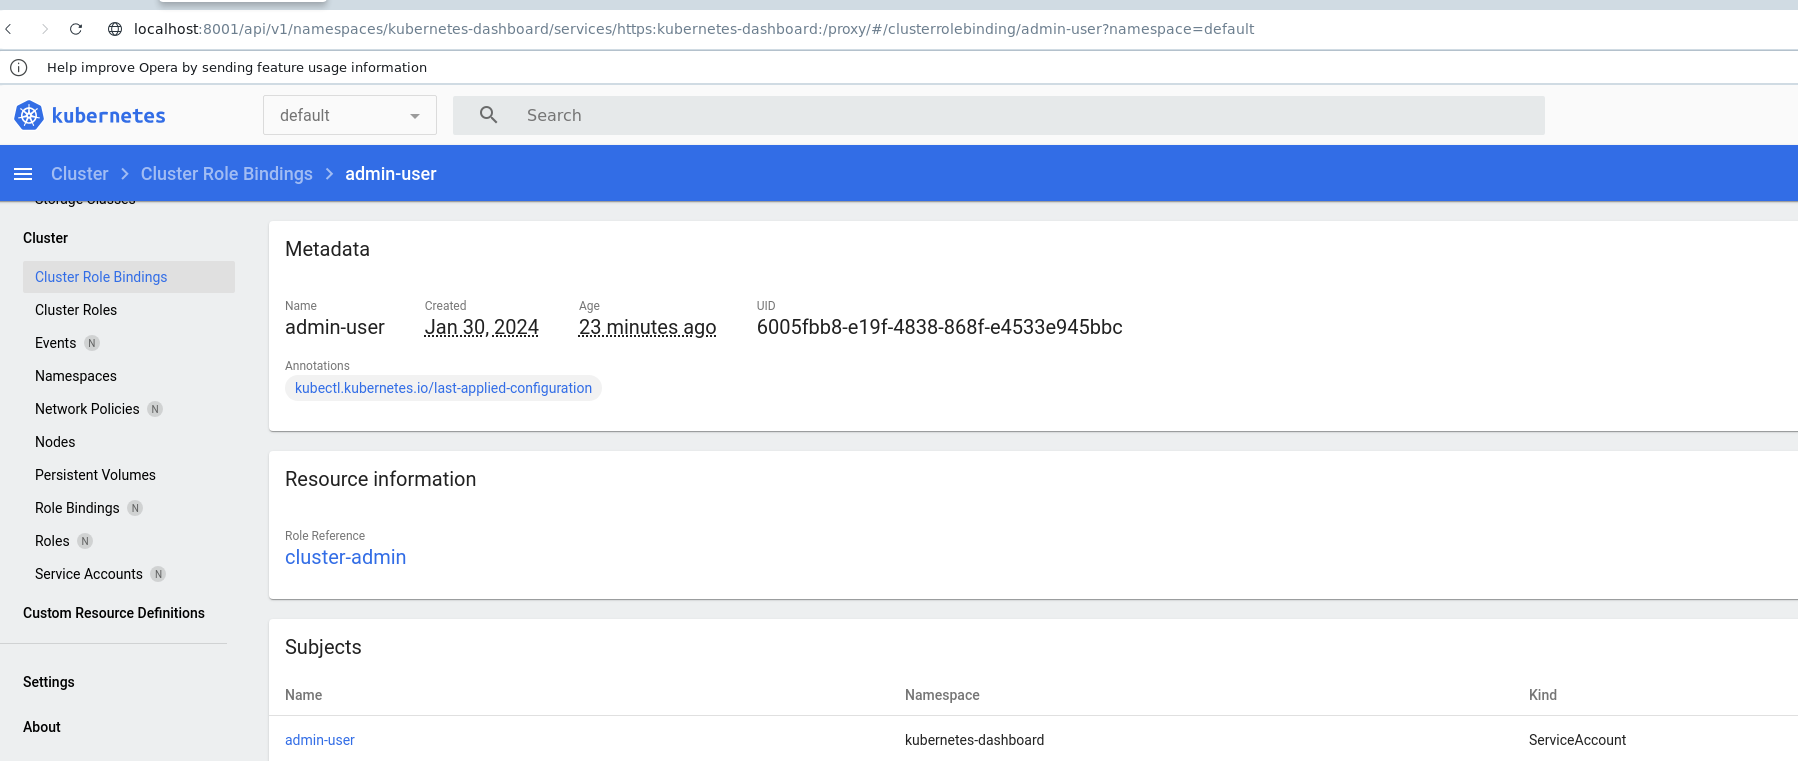 localhost:8001/api/v1/namespaces/kubernetes-dashboard/services/https:kubernetes-dashboard:/proxy/#/clusterrolebinding/admin-user?namespace=default
Help improve Opera by sending feature usage information
kubernetes
default
Search
Cluster
Cluster Role Bindings
admin-user
Storage Classes
Cluster
Cluster Role Bindings
Cluster Roles
Events N
Namespaces
Network Policies N
Nodes
Persistent Volumes
Role Bindings N
Roles N
Service Accounts N
Custom Resource Definitions
Settings
About
Metadata
Name Created Age UID
admin-user Jan 30, 2024 23 minutes ago 6005fbb8-e19f-4838-868f-e4533e945bbc
Annotations
kubectl.kubernetes.io/last-applied-configuration
Resource information
Role Reference
cluster-admin
Subjects
Name Namespace Kind
admin-user kubernetes-dashboard ServiceAccount